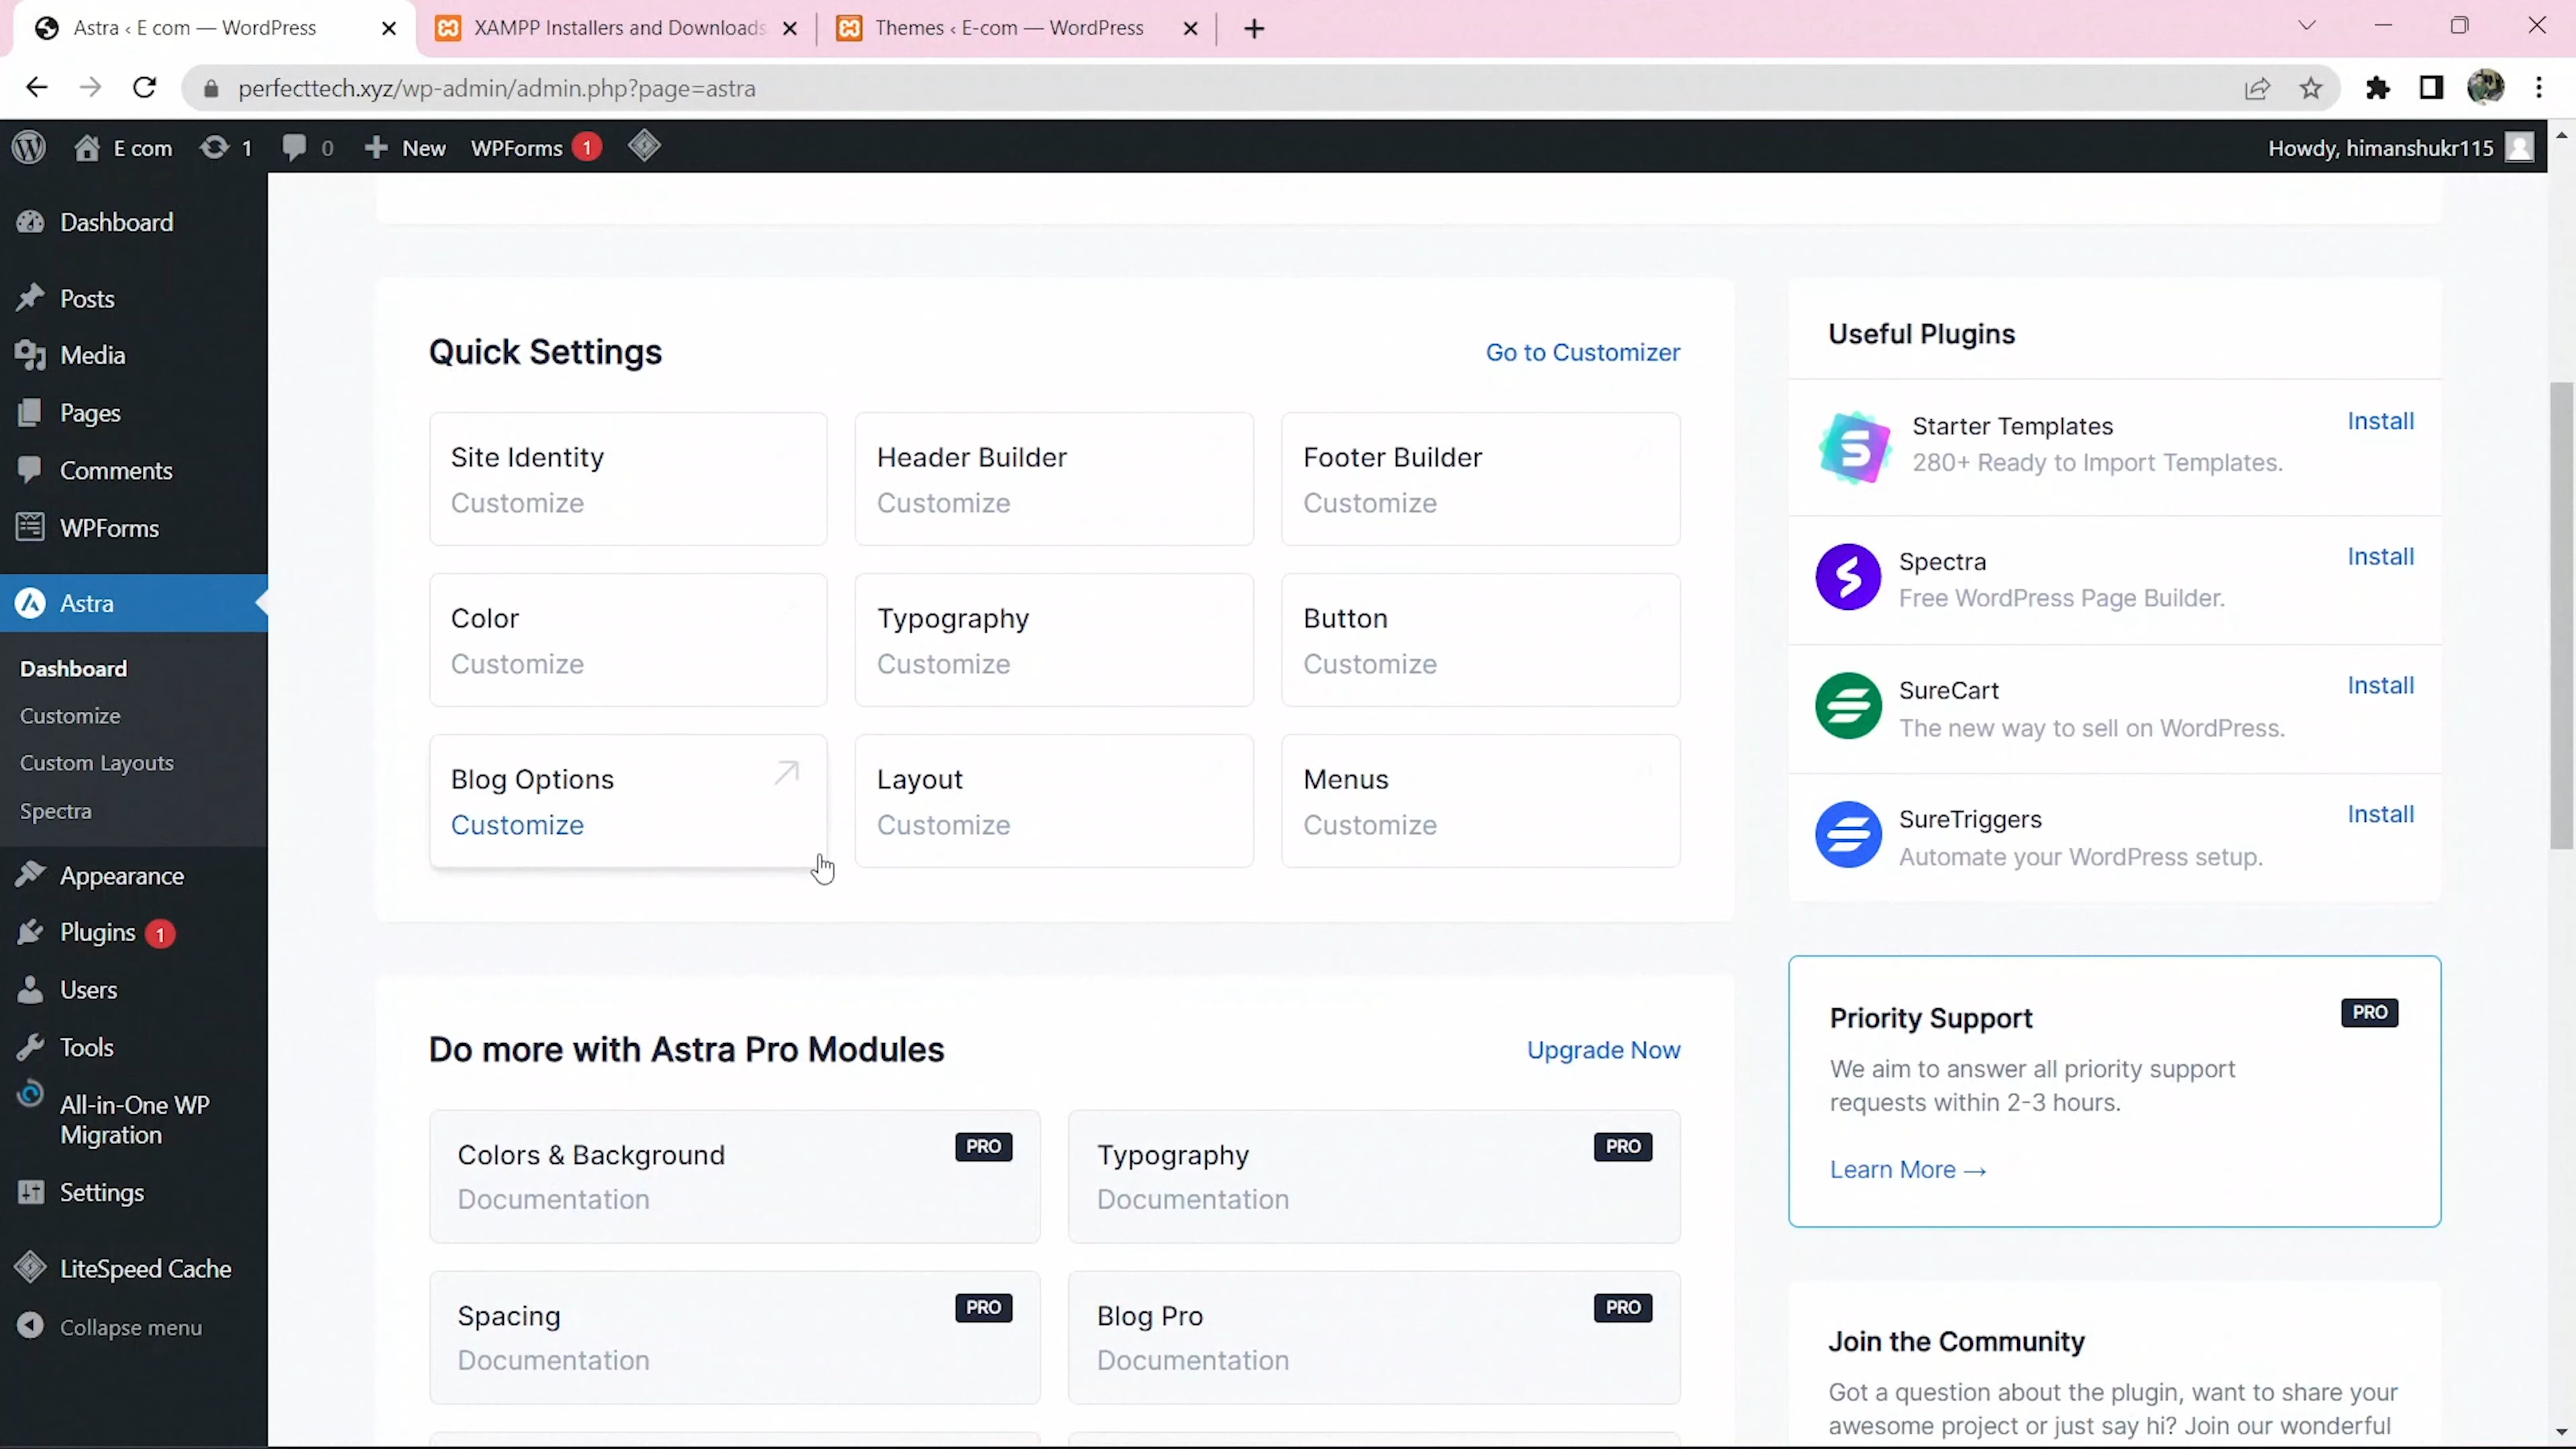 Astra ‹ E com — WordPress
XAMPP Installers and Downloads
Themes ‹ E-com — WordPress
perfecttech.xyz/wp-admin/admin.php?page=astra
E com
1
0
New
WPForms 1
Howdy, himanshukr115
Dashboard
Posts
Media
Pages
Comments
WPForms
Astra
Dashboard
Customize
Custom Layouts
Spectra
Appearance
Plugins 1
Users
Tools
All-in-One WP
Migration
Settings
LiteSpeed Cache
Collapse menu
Quick Settings
Go to Customizer
Site Identity
Customize
Header Builder
Customize
Footer Builder
Customize
Color
Customize
Typography
Customize
Button
Customize
Blog Options
Customize
Layout
Customize
Menus
Customize
Do more with Astra Pro Modules
Upgrade Now
Colors & Background
PRO
Documentation
Typography
PRO
Documentation
Spacing
PRO
Documentation
Blog Pro
PRO
Documentation
Useful Plugins
Starter Templates
Install
280+ Ready to Import Templates.
Spectra
Install
Free WordPress Page Builder.
SureCart
Install
The new way to sell on WordPress.
SureTriggers
Install
Automate your WordPress setup.
Priority Support
PRO
We aim to answer all priority support
requests within 2-3 hours.
Learn More →
Join the Community
Got a question about the plugin, want to share your
awesome project or just say hi? Join our wonderful